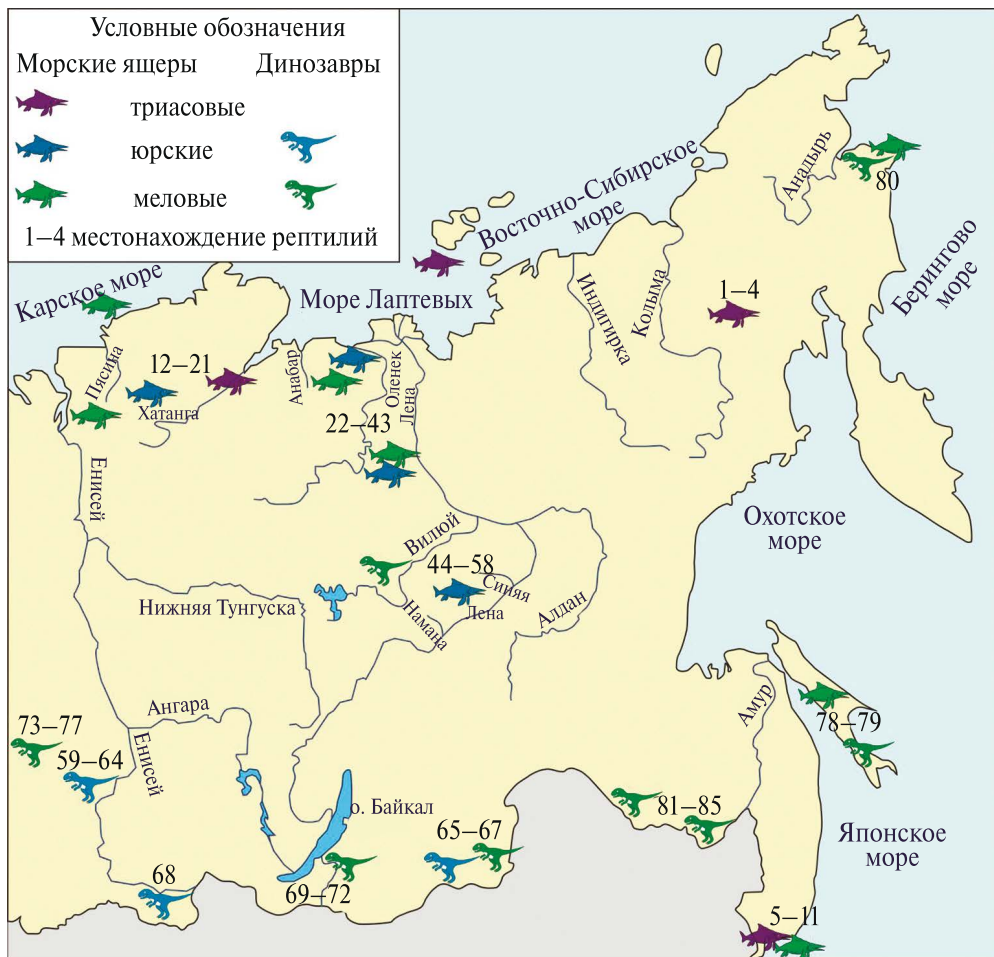 Условные обозначения
Морские ящеры Динозавры
триасовые
юрские
меловые
1–4 местонахождение рептилий
Анадырь
80
Восточно-Сибирское
море
Берингово
море
Карское море
Море Лаптевых
Индигирка
Колыма
1–4
Пясина
12–21
Хатанга
Анабар
Оленек
Лена
22–43
Енисей
Охотское
море
Вилюй
44–58
Синяя
Лена
Намана
Алдан
Нижняя Тунгуска
Ангара
Амур
73–77
59–64
Енисей
78–79
о. Байкал
65–67
81–85
Японское
море
68
69–72
5–11